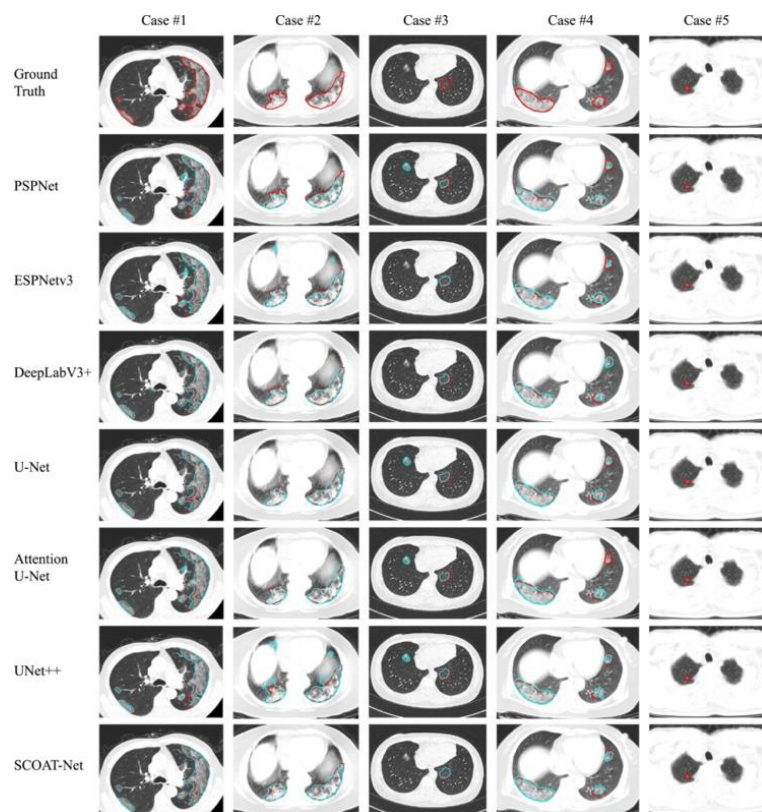 Case #1 Case #2 Case #3 Case #4 Case #5
Ground
Truth
PSPNet
ESPNetv3
DeepLabV3+
U-Net
Attention
U-Net
UNet++
SCOAT-Net